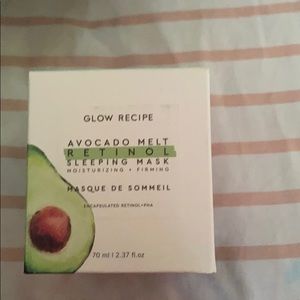 GLOW RECIPE
AVOCADO MELT
RETINOL
SLEEPING MASK
MOISTURIZING + FIRMING
MASQUE DE SOMMEIL
ENCAPSULATED RETINOL+PHA
70 ml | 2.37 fl.oz